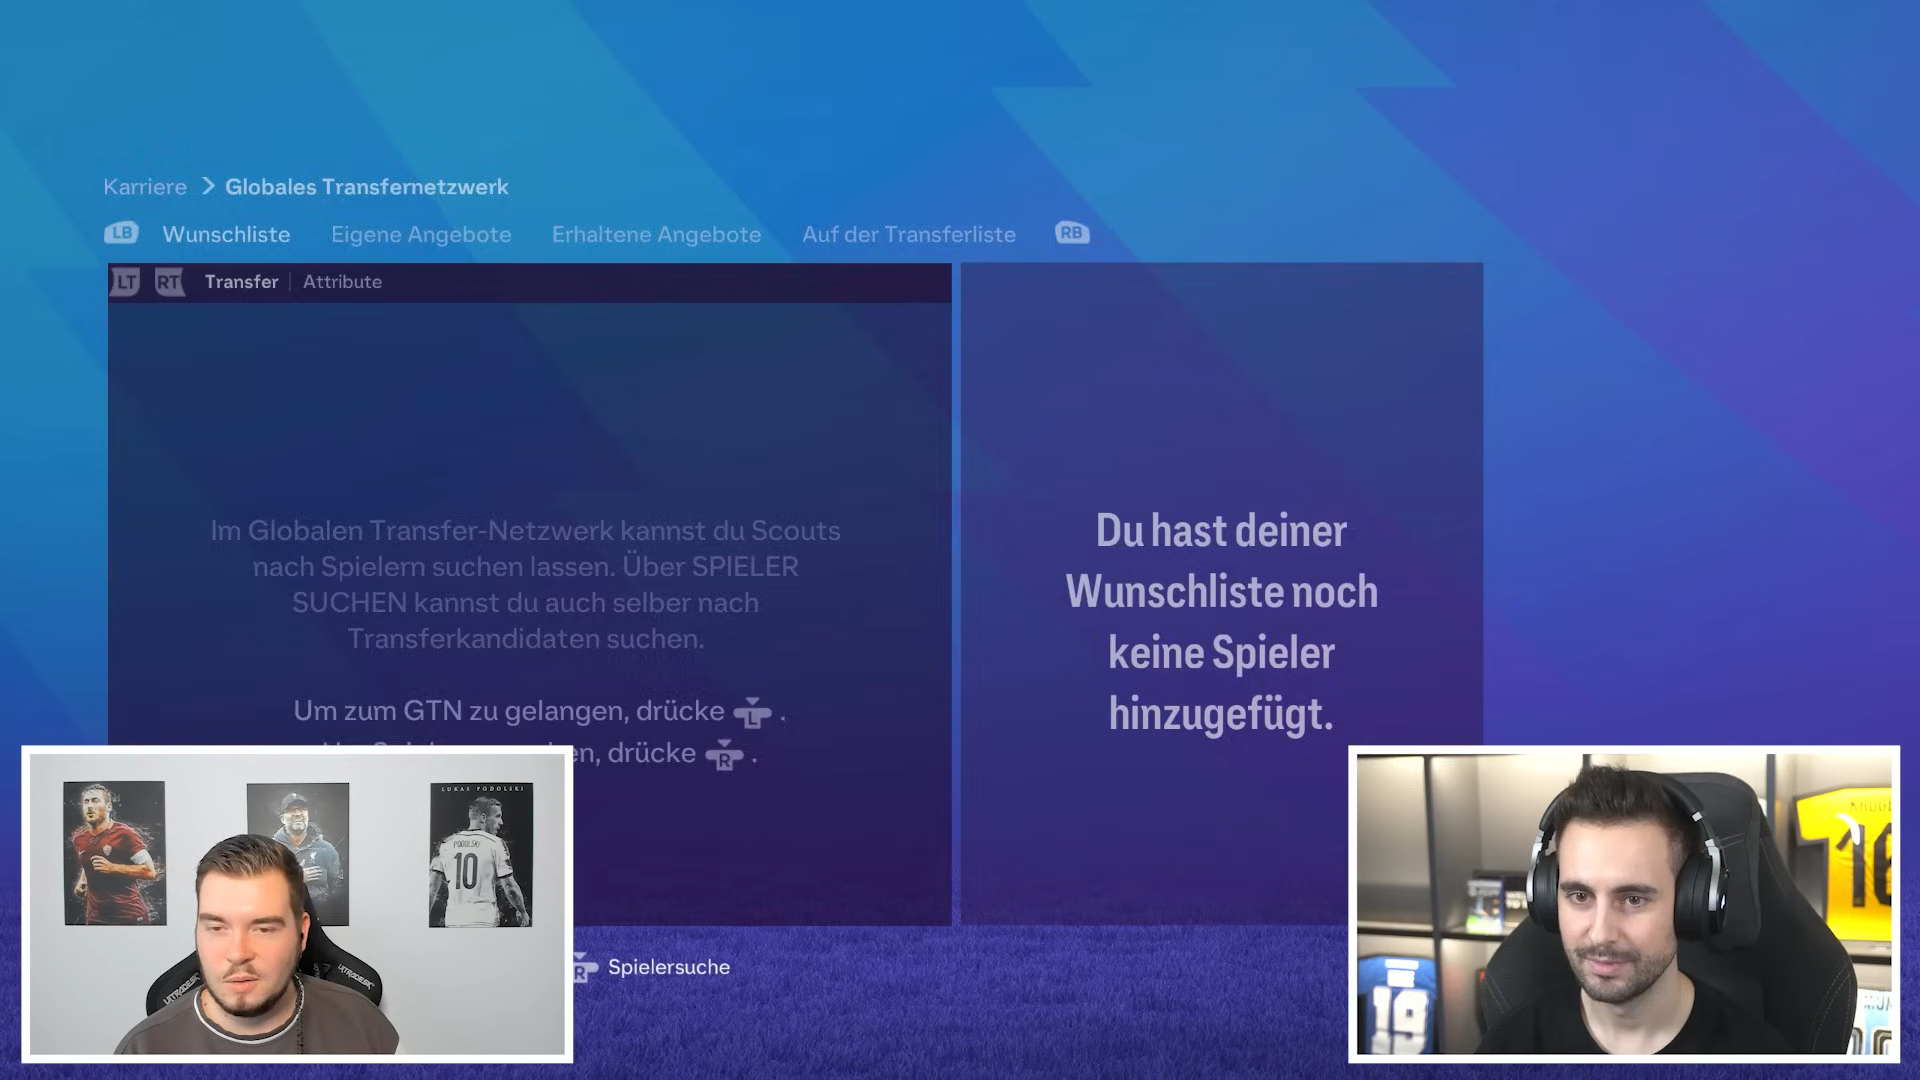 Karriere > Globales Transfernetzwerk
LB Wunschliste Eigene Angebote Erhaltene Angebote Auf der Transferliste RB
LT RT Transfer | Attribute
Im Globalen Transfer-Netzwerk kannst du Scouts
nach Spielern suchen lassen. Über SPIELER
SUCHEN kannst du auch selber nach
Transferkandidaten suchen.
Um zum GTN zu gelangen, drücke L .
en, drücke R .
Du hast deiner
Wunschliste noch
keine Spieler
hinzugefügt.
R Spielersuche
LUKAS PODOLSKI
PODOLSKI
10
19